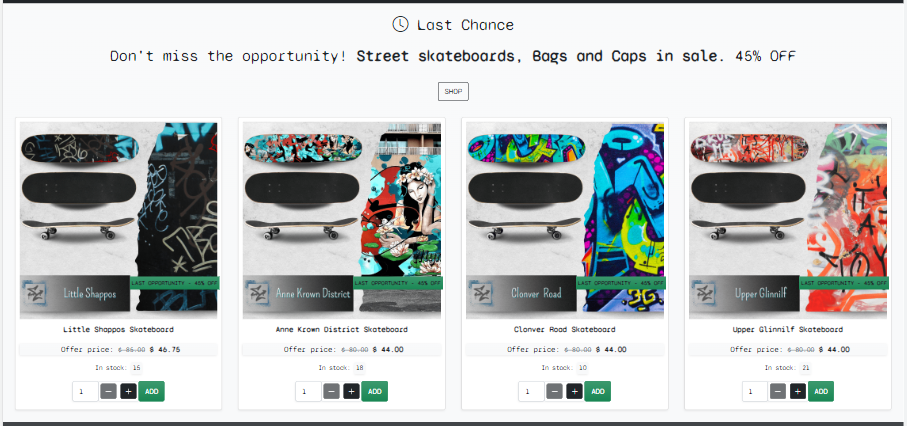 Last Chance
Don't miss the opportunity! Street skateboards, Bags and Caps in sale. 45% OFF
SHOP
LAST OPPORTUNITY - 45% OFF
Little Shappos
Little Shappos Skateboard
Offer price: $ 85.00 $ 46.75
In stock: 15
1 − + ADD
LAST OPPORTUNITY - 45% OFF
Anne Krown District
Anne Krown District Skateboard
Offer price: $ 80.00 $ 44.00
In stock: 18
1 − + ADD
LAST OPPORTUNITY - 45% OFF
Clonver Road
Clonver Road Skateboard
Offer price: $ 80.00 $ 44.00
In stock: 10
1 − + ADD
LAST OPPORTUNITY - 45% OFF
Upper Glinnilf
Upper Glinnilf Skateboard
Offer price: $ 80.00 $ 44.00
In stock: 21
1 − + ADD